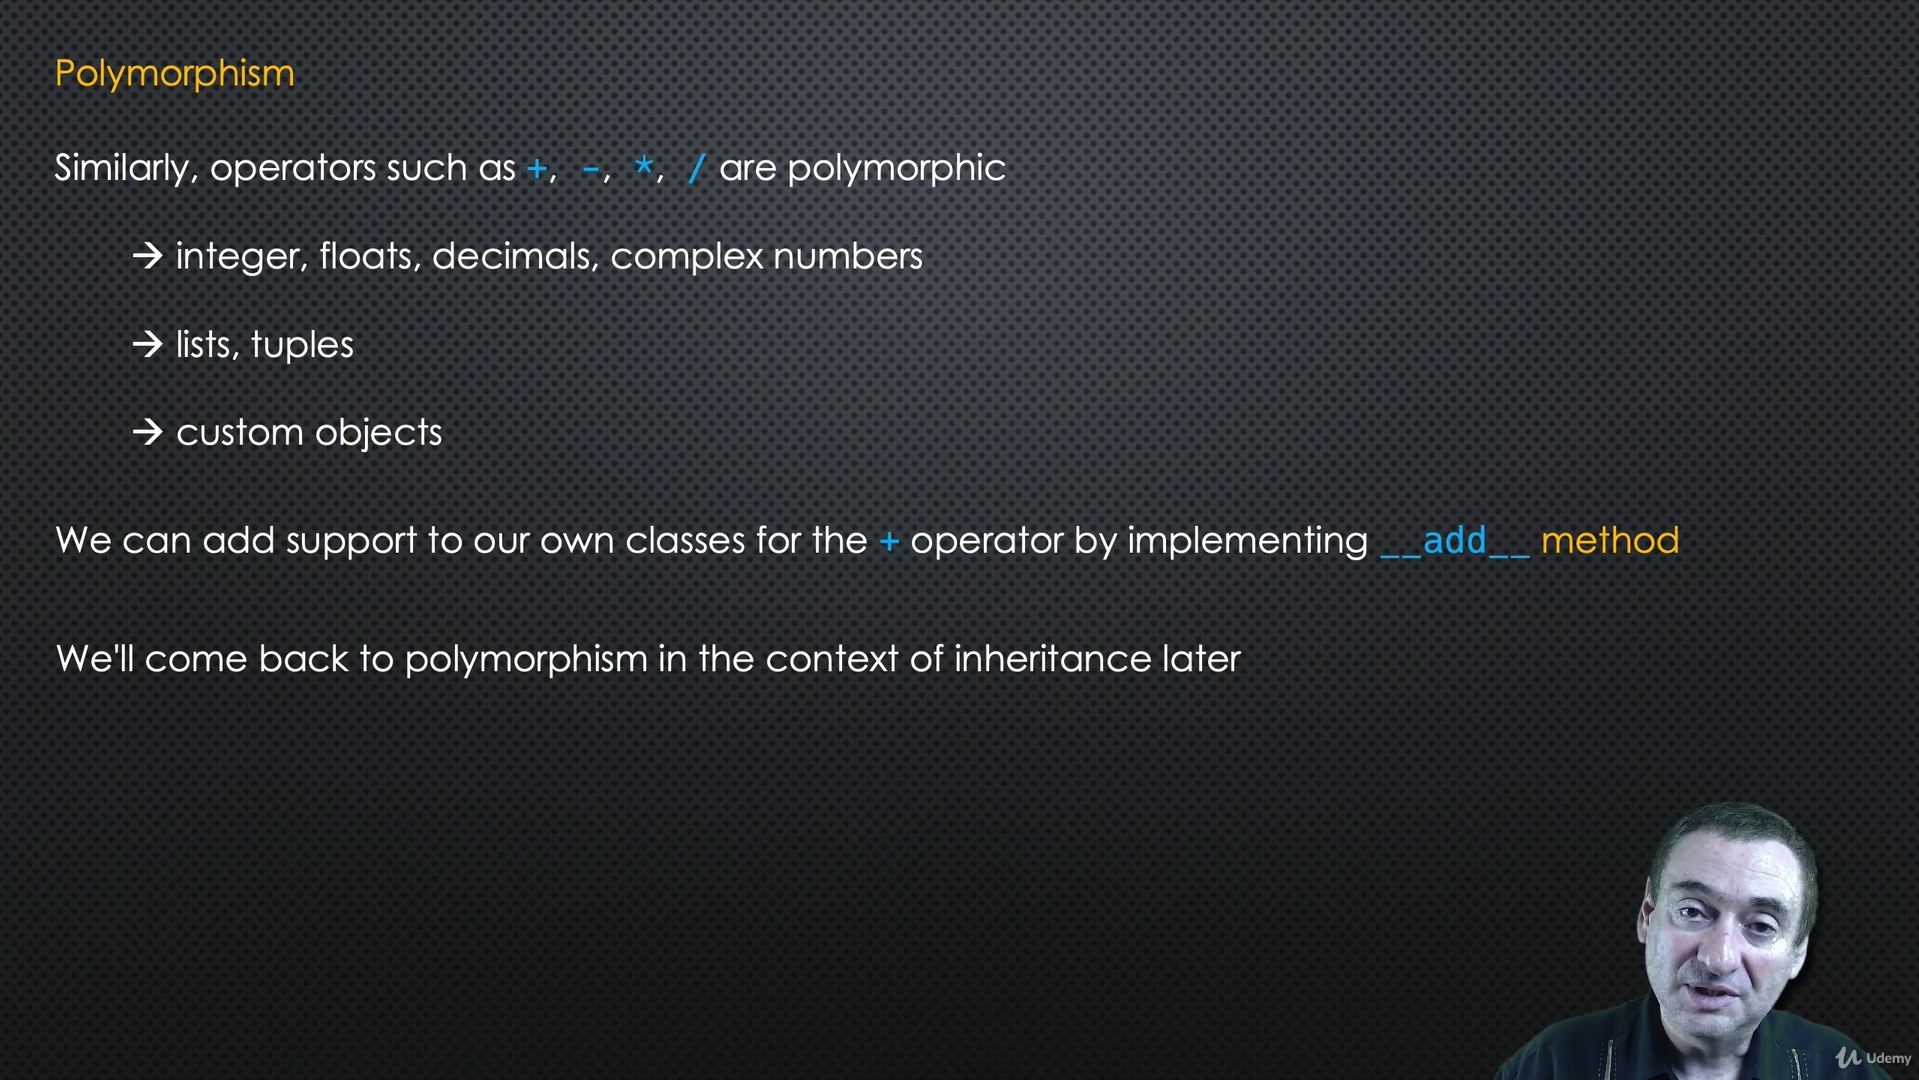 Polymorphism
Similarly, operators such as +, -, *, / are polymorphic
→ integer, floats, decimals, complex numbers
→ lists, tuples
→ custom objects
We can add support to our own classes for the + operator by implementing __add__ method
We'll come back to polymorphism in the context of inheritance later
Udemy